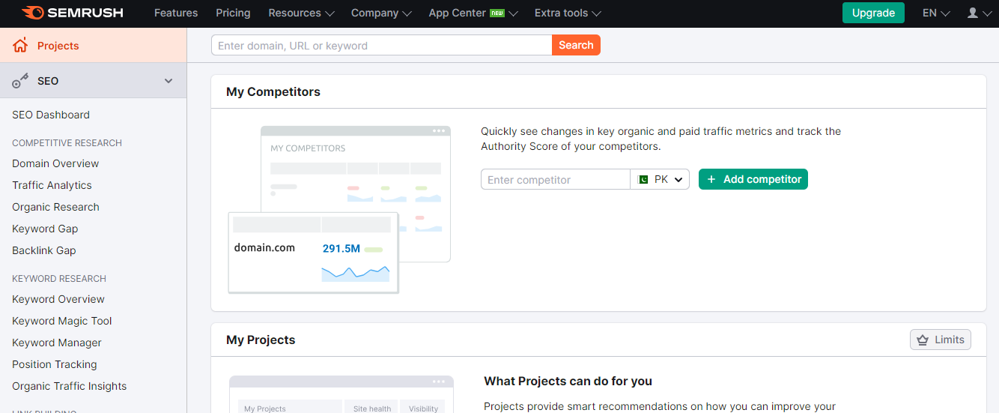 SEMRUSH Features Pricing Resources Company App Center NEW Extra tools Upgrade EN
Projects
Enter domain, URL or keyword Search
SEO
SEO Dashboard
COMPETITIVE RESEARCH
Domain Overview
Traffic Analytics
Organic Research
Keyword Gap
Backlink Gap
KEYWORD RESEARCH
Keyword Overview
Keyword Magic Tool
Keyword Manager
Position Tracking
Organic Traffic Insights
LINK BUILDING
My Competitors
MY COMPETITORS
domain.com 291.5M
Quickly see changes in key organic and paid traffic metrics and track the
Authority Score of your competitors.
Enter competitor PK + Add competitor
My Projects Limits
My Projects Site health Visibility
What Projects can do for you
Projects provide smart recommendations on how you can improve your